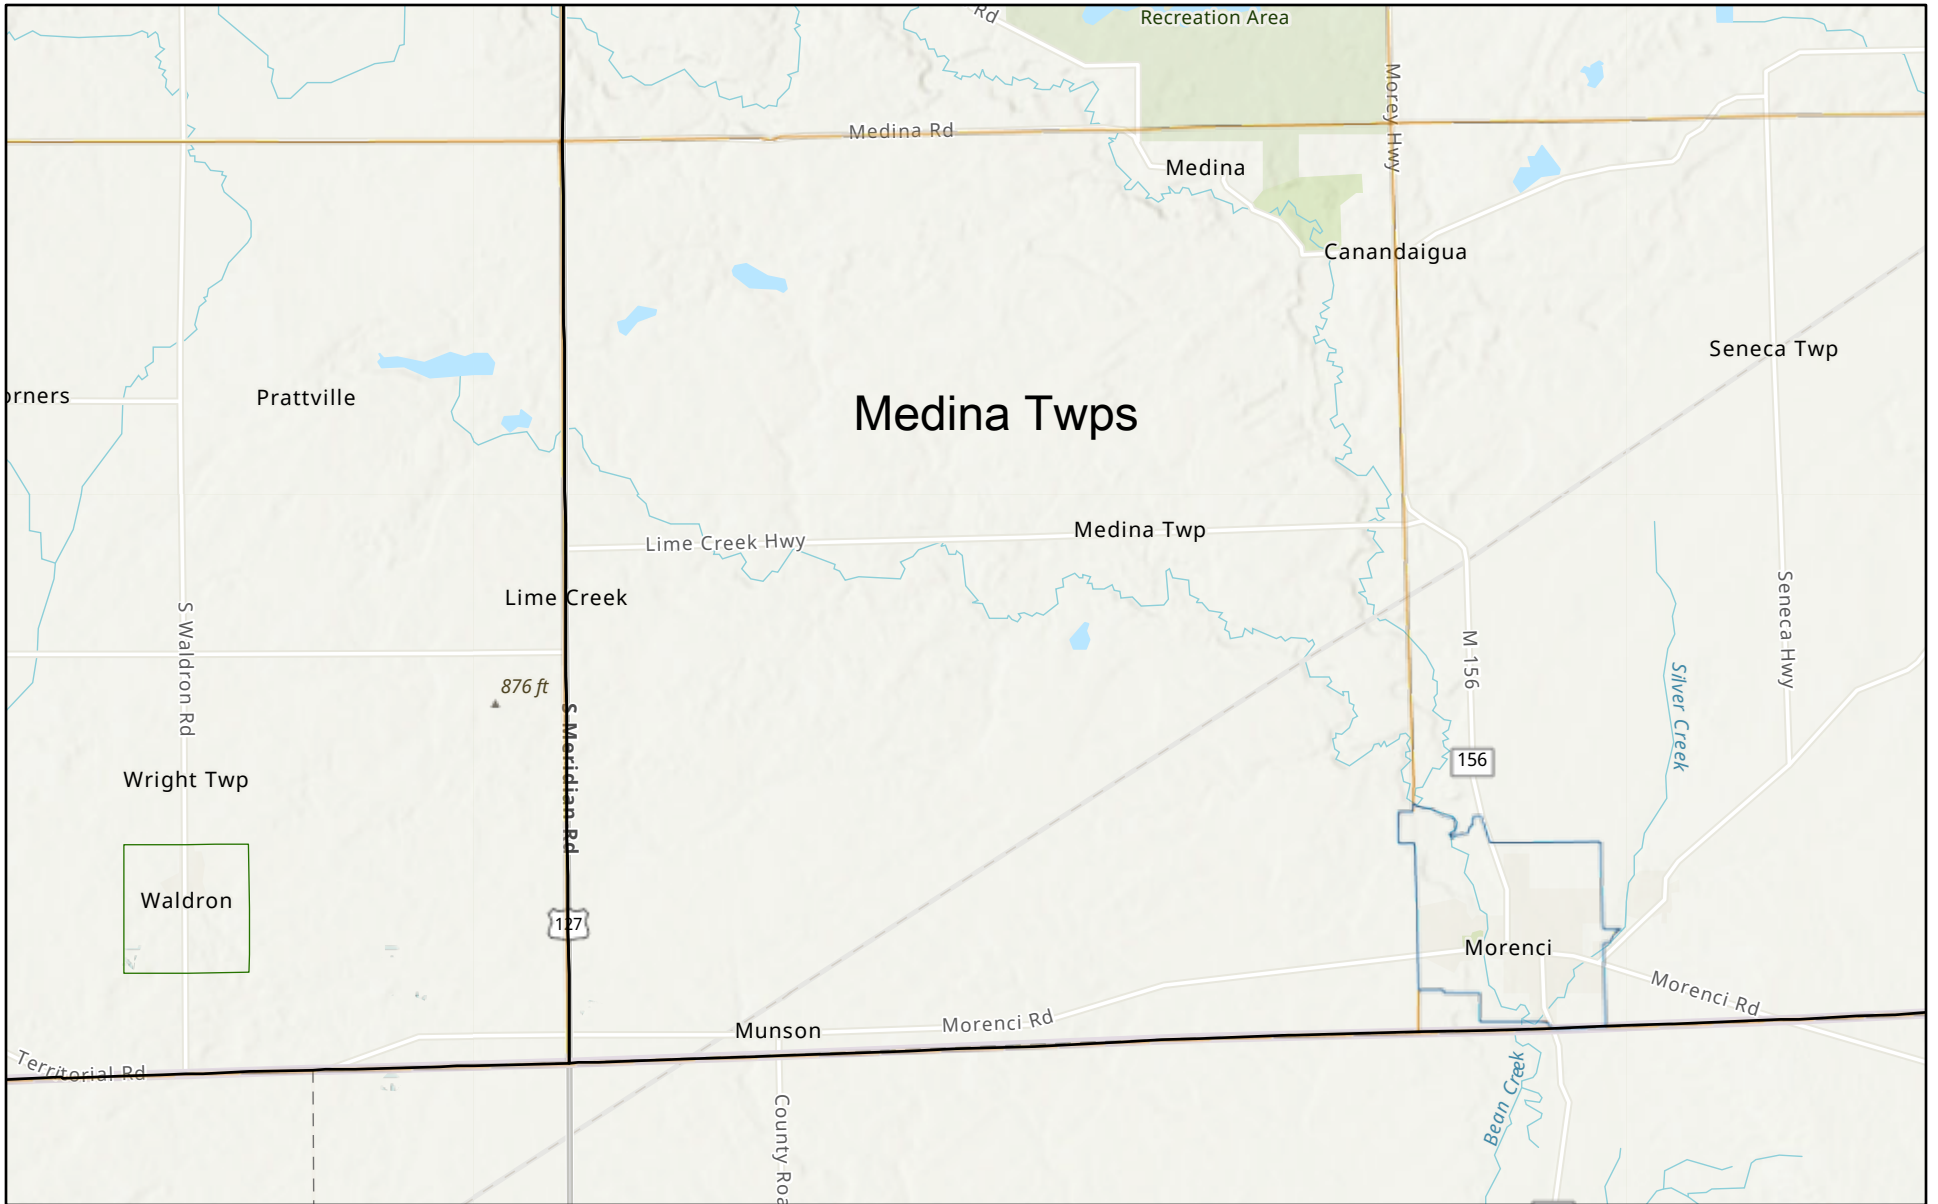 Rd
Recreation Area
Morey Hwy
Medina Rd
Medina
Canandaigua
Seneca Twp
orners
Prattville
Medina Twps
Medina Twp
Lime Creek Hwy
Lime Creek
S Waldron Rd
M 156
Seneca Hwy
Silver Creek
876 ft
S Meridian Rd
156
Wright Twp
Waldron
127
Morenci
Morenci Rd
Munson
Morenci Rd
Territorial Rd
Bean Creek
County Roa